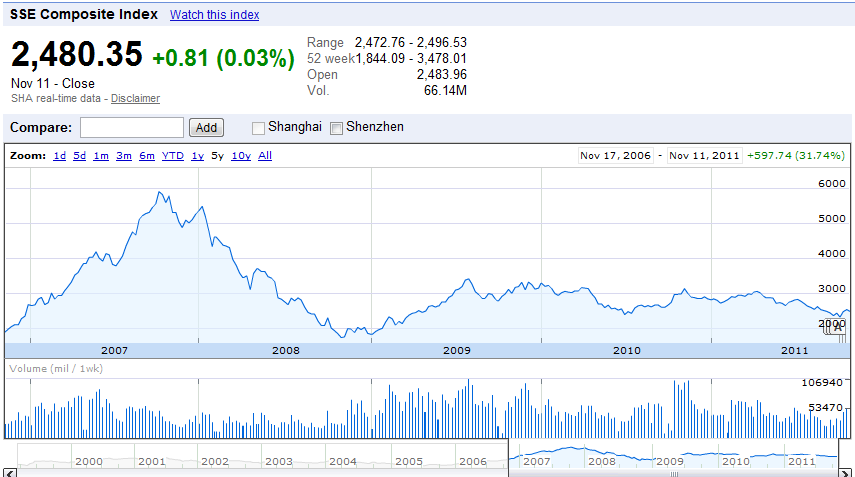 SSE Composite Index Watch this index
2,480.35 +0.81 (0.03%)
Nov 11 - Close
SHA real-time data - Disclaimer
Range 2,472.76 - 2,496.53
52 week 1,844.09 - 3,478.01
Open 2,483.96
Vol. 66.14M
Compare: Add Shanghai Shenzhen
Zoom: 1d 5d 1m 3m 6m YTD 1y 5y 10y All Nov 17, 2006 - Nov 11, 2011 +597.74 (31.74%)
6000
5000
4000
3000
2000
A
2007 2008 2009 2010 2011
Volume (mil / 1wk)
106940
53470
2000 2001 2002 2003 2004 2005 2006 2007 2008 2009 2010 2011